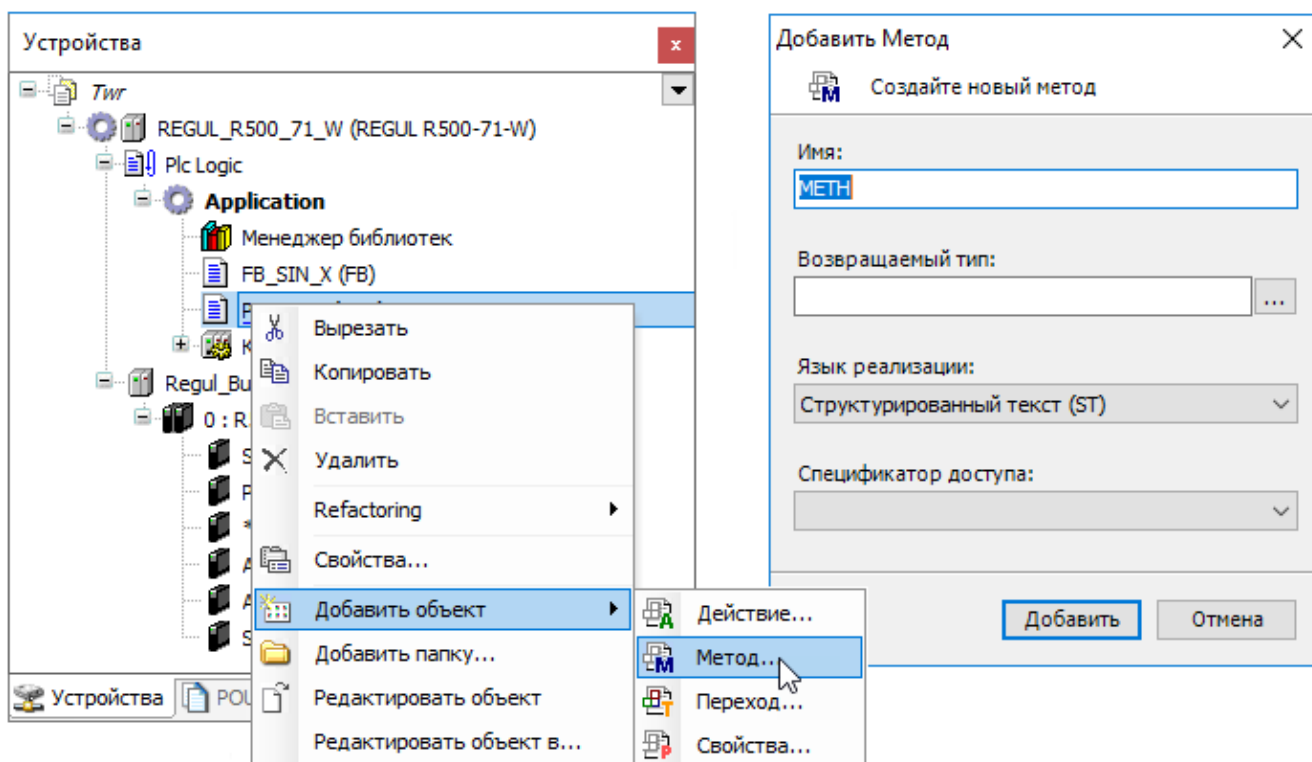 Устройства
x
Twr
REGUL_R500_71_W (REGUL R500-71-W)
Plc Logic
Application
Менеджер библиотек
FB_SIN_X (FB)
Regul_Bu
0 : R
S
P
*
A
A
S
Устройства
POU
Вырезать
Копировать
Вставить
Удалить
Refactoring
Свойства...
Добавить объект
Добавить папку...
Редактировать объект
Редактировать объект в...
Действие...
Метод...
Переход...
Свойства...
Добавить Метод
Создайте новый метод
Имя:
METH
Возвращаемый тип:
...
Язык реализации:
Структурированный текст (ST)
Спецификатор доступа:
Добавить
Отмена